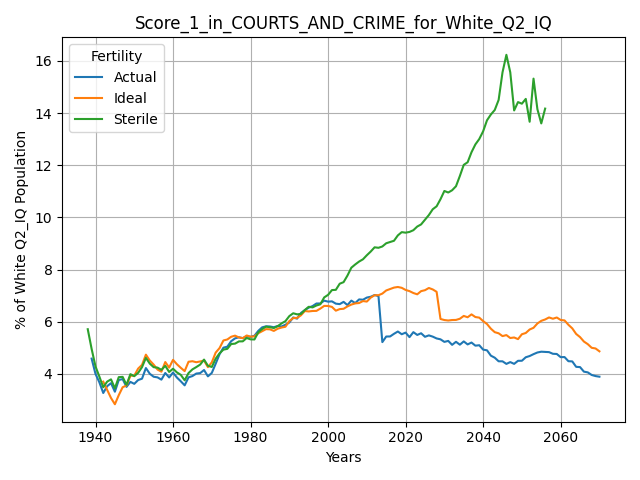 Score_1_in_COURTS_AND_CRIME_for_White_Q2_IQ
Fertility
Actual
Ideal
Sterile
% of White Q2_IQ Population
16
14
12
10
8
6
4
1940 1960 1980 2000 2020 2040 2060
Years